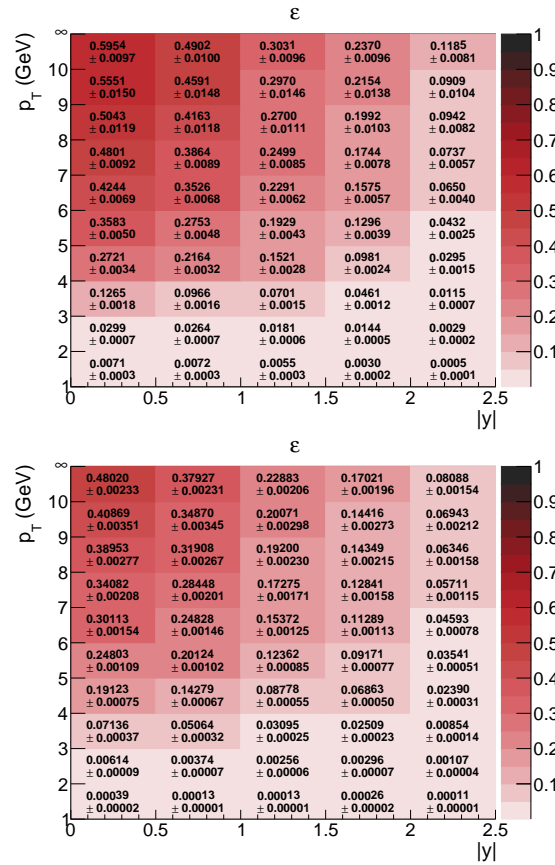 ε
p_T (GeV)
∞ 0.5954 0.4902 0.3031 0.2370 0.1185 1
± 0.0097 ± 0.0100 ± 0.0096 ± 0.0096 ± 0.0081
10 0.5551 0.4591 0.2970 0.2154 0.0909 0.9
± 0.0150 ± 0.0148 ± 0.0146 ± 0.0138 ± 0.0104
9 0.5043 0.4163 0.2700 0.1992 0.0942 0.8
± 0.0119 ± 0.0118 ± 0.0111 ± 0.0103 ± 0.0082
8 0.4801 0.3864 0.2499 0.1744 0.0737 0.7
± 0.0092 ± 0.0089 ± 0.0085 ± 0.0078 ± 0.0057
7 0.4244 0.3526 0.2291 0.1575 0.0650 0.6
± 0.0069 ± 0.0068 ± 0.0062 ± 0.0057 ± 0.0040
6 0.3583 0.2753 0.1929 0.1296 0.0432 0.5
± 0.0050 ± 0.0048 ± 0.0043 ± 0.0039 ± 0.0025
5 0.2721 0.2164 0.1521 0.0981 0.0295 0.4
± 0.0034 ± 0.0032 ± 0.0028 ± 0.0024 ± 0.0015
4 0.1265 0.0966 0.0701 0.0461 0.0115 0.3
± 0.0018 ± 0.0016 ± 0.0015 ± 0.0012 ± 0.0007
3 0.0299 0.0264 0.0181 0.0144 0.0029 0.2
± 0.0007 ± 0.0007 ± 0.0006 ± 0.0005 ± 0.0002
2 0.0071 0.0072 0.0055 0.0030 0.0005 0.1
± 0.0003 ± 0.0003 ± 0.0003 ± 0.0002 ± 0.0001
1
0 0.5 1 1.5 2 2.5
|y|
ε
p_T (GeV)
∞ 0.48020 0.37927 0.22883 0.17021 0.08088 1
± 0.00233 ± 0.00231 ± 0.00206 ± 0.00196 ± 0.00154
10 0.40869 0.34870 0.20071 0.14416 0.06943 0.9
± 0.00351 ± 0.00345 ± 0.00298 ± 0.00273 ± 0.00212
9 0.38953 0.31908 0.19200 0.14349 0.06346 0.8
± 0.00277 ± 0.00267 ± 0.00230 ± 0.00215 ± 0.00158
8 0.34082 0.28448 0.17275 0.12841 0.05711 0.7
± 0.00208 ± 0.00201 ± 0.00171 ± 0.00158 ± 0.00115
7 0.30113 0.24828 0.15372 0.11289 0.04593 0.6
± 0.00154 ± 0.00146 ± 0.00125 ± 0.00113 ± 0.00078
6 0.24803 0.20124 0.12362 0.09171 0.03541 0.5
± 0.00109 ± 0.00102 ± 0.00085 ± 0.00077 ± 0.00051
5 0.19123 0.14279 0.08778 0.06863 0.02390 0.4
± 0.00075 ± 0.00067 ± 0.00055 ± 0.00050 ± 0.00031
4 0.07136 0.05064 0.03095 0.02509 0.00854 0.3
± 0.00037 ± 0.00032 ± 0.00025 ± 0.00023 ± 0.00014
3 0.00614 0.00374 0.00256 0.00296 0.00107 0.2
± 0.00009 ± 0.00007 ± 0.00006 ± 0.00007 ± 0.00004
2 0.00039 0.00013 0.00013 0.00026 0.00011 0.1
± 0.00002 ± 0.00001 ± 0.00001 ± 0.00002 ± 0.00001
1
0 0.5 1 1.5 2 2.5
|y|